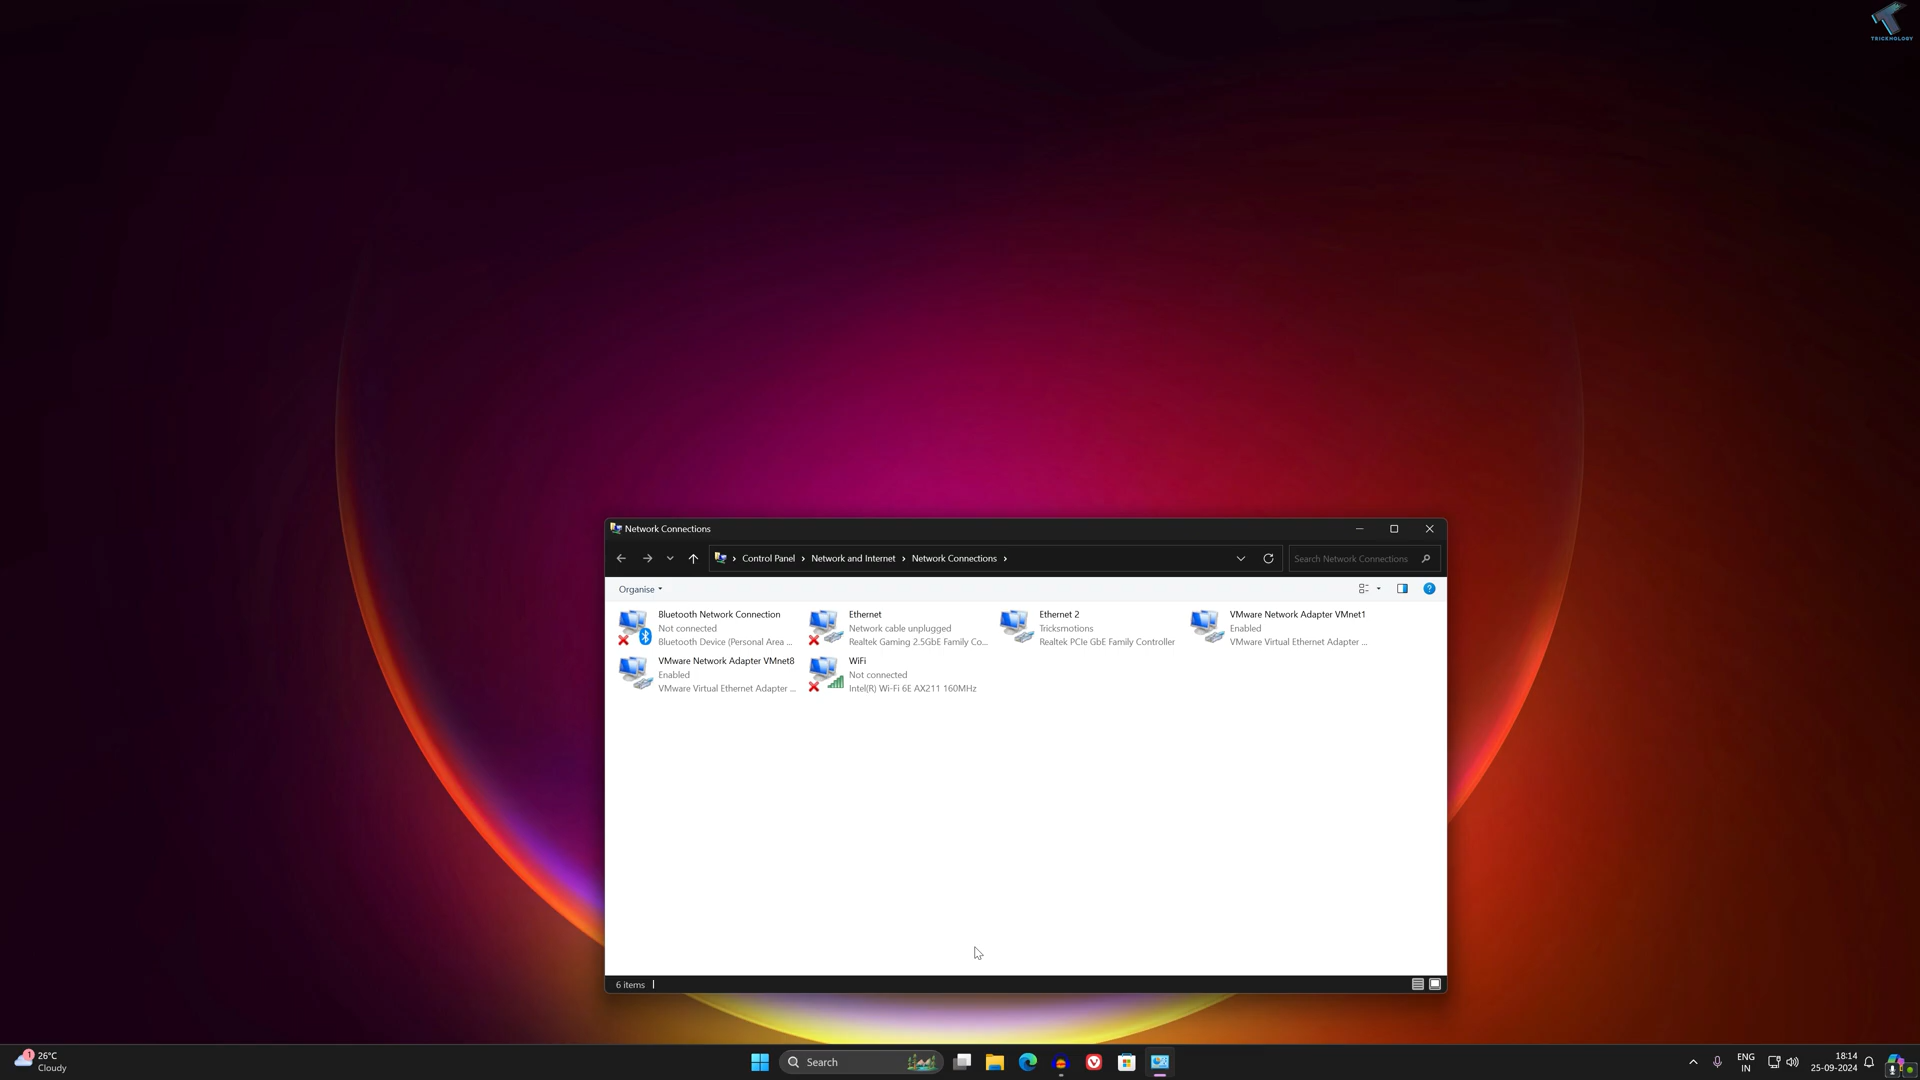 TRICKNOLOGY
Network Connections
Control Panel > Network and Internet > Network Connections >
Search Network Connections
Organise
Bluetooth Network Connection
Not connected
Bluetooth Device (Personal Area ...
Ethernet
Network cable unplugged
Realtek Gaming 2.5GbE Family Co...
Ethernet 2
Tricksmotions
Realtek PCIe GbE Family Controller
VMware Network Adapter VMnet1
Enabled
VMware Virtual Ethernet Adapter ...
VMware Network Adapter VMnet8
Enabled
VMware Virtual Ethernet Adapter ...
WiFi
Not connected
Intel(R) Wi-Fi 6E AX211 160MHz
6 items
1
26°C
Cloudy
Search
ENG
IN
18:14
25-09-2024